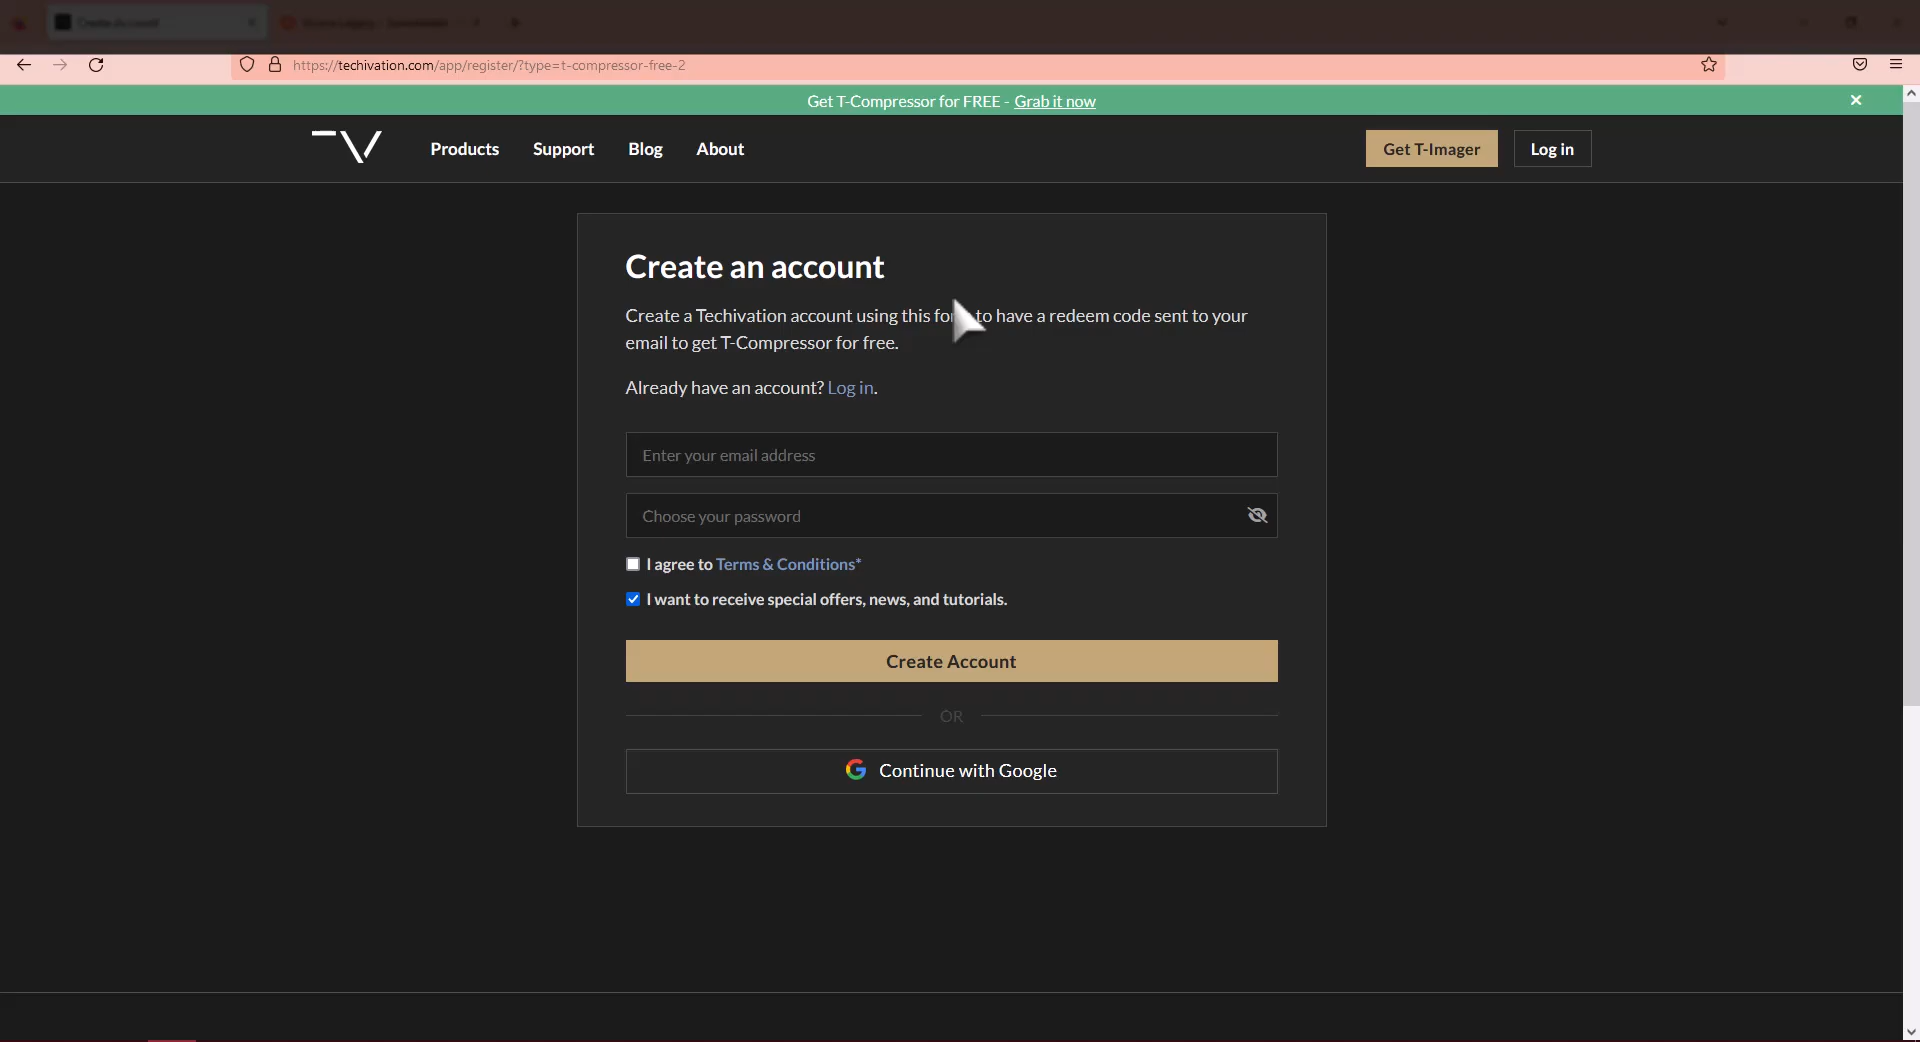 Create Account
https://techivation.com/app/register/?type=t-compressor-free-2
Get T-Compressor for FREE - Grab it now
Products Support Blog About
Get T-Imager Log in
Create an account
Create a Techivation account using this to have a redeem code sent to your
email to get T-Compressor for free.
Already have an account? Log in.
Enter your email address
Choose your password
I agree to Terms & Conditions*
I want to receive special offers, news, and tutorials.
Create Account
OR
Continue with Google